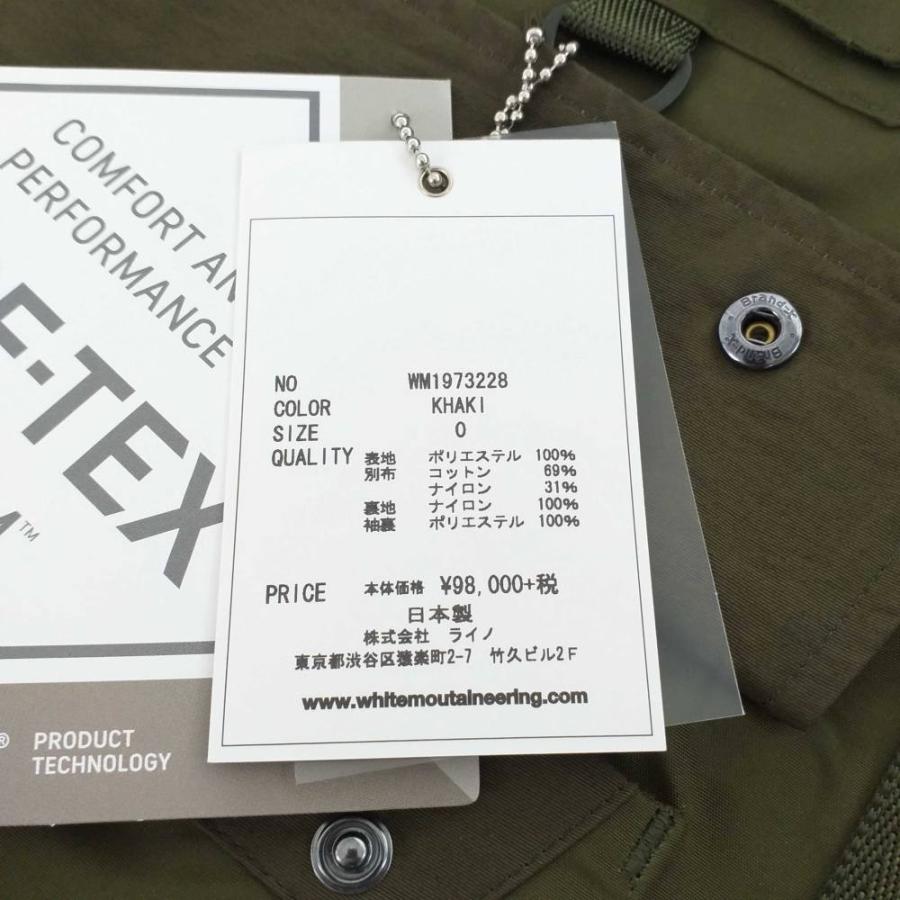 COMFORT AN
PERFORMANCE
F-TEX
™
PRODUCT
TECHNOLOGY
®
NO WM1973228
COLOR KHAKI
SIZE 0
QUALITY 表地 ポリエステル 100%
別布 コットン 69%
ナイロン 31%
裏地 ナイロン 100%
袖裏 ポリエステル 100%
PRICE 本体価格 ¥98,000+税
日本製
株式会社 ライノ
東京都渋谷区猿楽町2-7 竹久ビル2F
www.whitemoutaineering.com
Brand-X
Brand-X